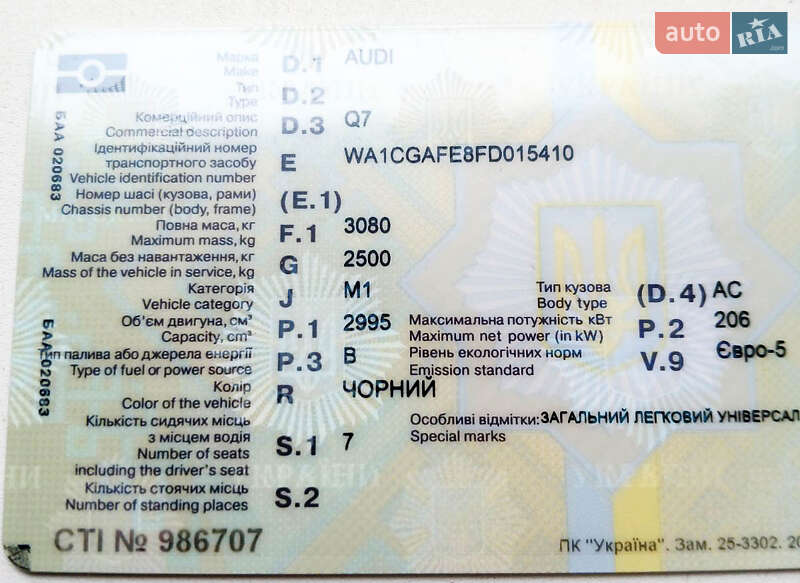 auto RIA.com
Марка D.1 AUDI
Make
Тип D.2
Type
Комерційний опис D.3 Q7
Commercial description
Ідентифікаційний номер
транспортного засобу E WA1CGAFE8FD015410
Vehicle identification number
Номер шасі (кузова, рами) (E.1)
Chassis number (body, frame)
Повна маса, кг F.1 3080
Maximum mass, kg
Маса без навантаження, кг G 2500
Mass of the vehicle in service, kg
Категорія J M1 Тип кузова (D.4) AC
Vehicle category Body type
Об'єм двигуна, см³ P.1 2995 Максимальна потужність кВт P.2 206
Capacity, cm³ Maximum net power (in kW)
Тип палива або джерела енергії P.3 B Рівень екологічних норм V.9 Євро-5
Type of fuel or power source Emission standard
Колір R ЧОРНИЙ
Color of the vehicle
Кількість сидячих місць Особливі відмітки: ЗАГАЛЬНИЙ ЛЕГКОВИЙ УНІВЕРСАЛ
з місцем водія S.1 7 Special marks
Number of seats
including the driver's seat
Кількість стоячих місць S.2
Number of standing places
СТІ № 986707
ПК "Україна". Зам. 25-3302. 20
БАА 020683
БАА 020683